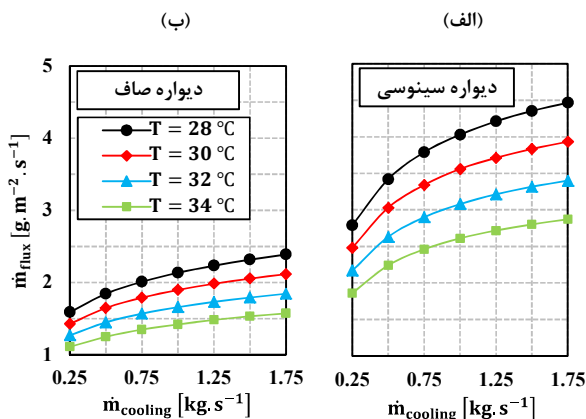 (ب)
(الف)
دیواره صاف
دیواره سینوسی
T = 28 °C
T = 30 °C
T = 32 °C
T = 34 °C
ṁflux [g.m⁻².s⁻¹]
5
4
3
2
1
0.25 0.75 1.25 1.75
0.25 0.75 1.25 1.75
ṁcooling [kg.s⁻¹]
ṁcooling [kg.s⁻¹]